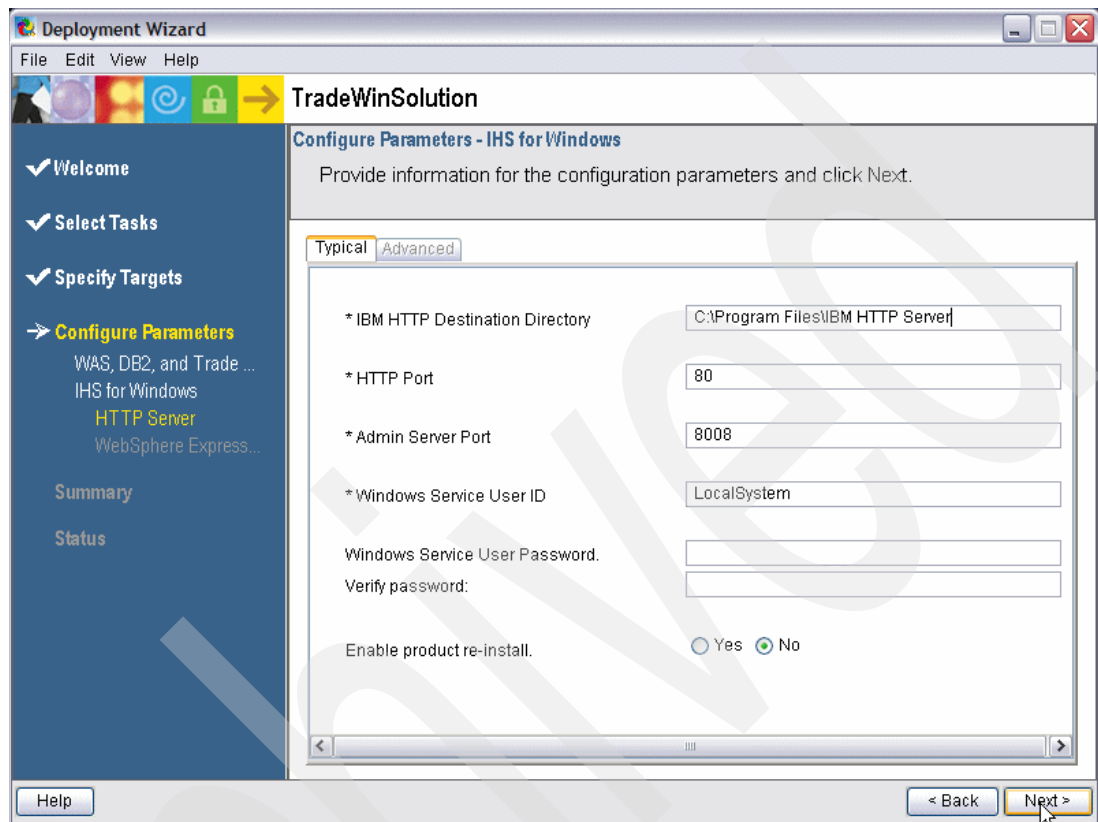 Deployment Wizard
File Edit View Help
TradeWinSolution
Configure Parameters - IHS for Windows
Provide information for the configuration parameters and click Next.
Welcome
Select Tasks
Specify Targets
Configure Parameters
WAS, DB2, and Trade ...
IHS for Windows
HTTP Server
WebSphere Express...
Summary
Status
Typical Advanced
* IBM HTTP Destination Directory C:\Program Files\IBM HTTP Server
* HTTP Port 80
* Admin Server Port 8008
* Windows Service User ID LocalSystem
Windows Service User Password.
Verify password:
Enable product re-install. Yes No
Help < Back Next >